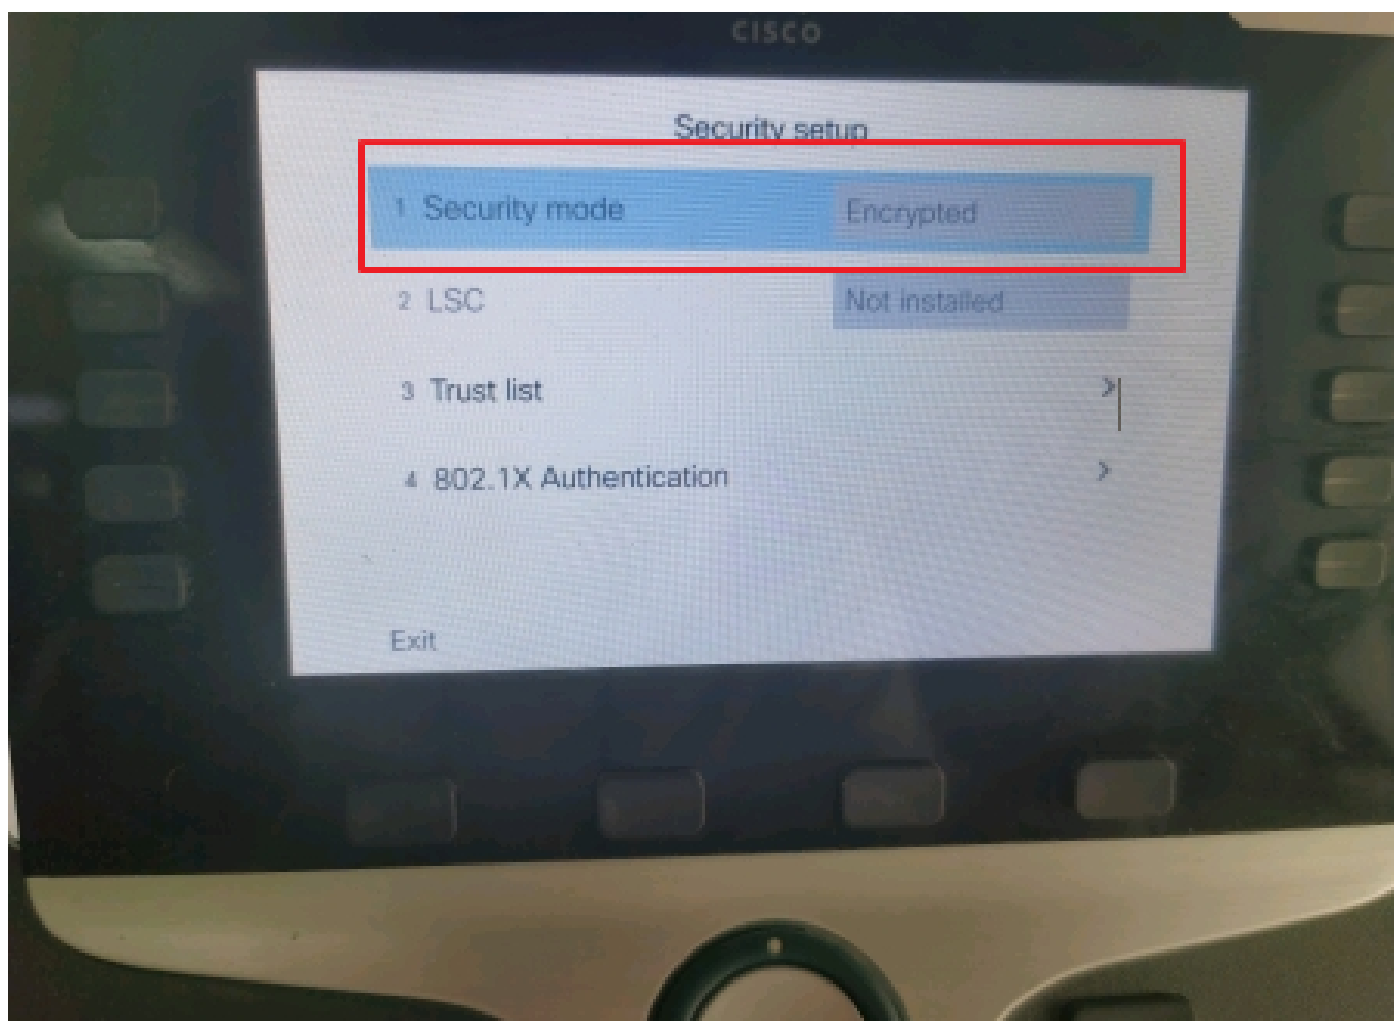 CISCO
Security setup
1 Security mode Encrypted
2 LSC Not installed
3 Trust list >
4 802.1X Authentication >
Exit